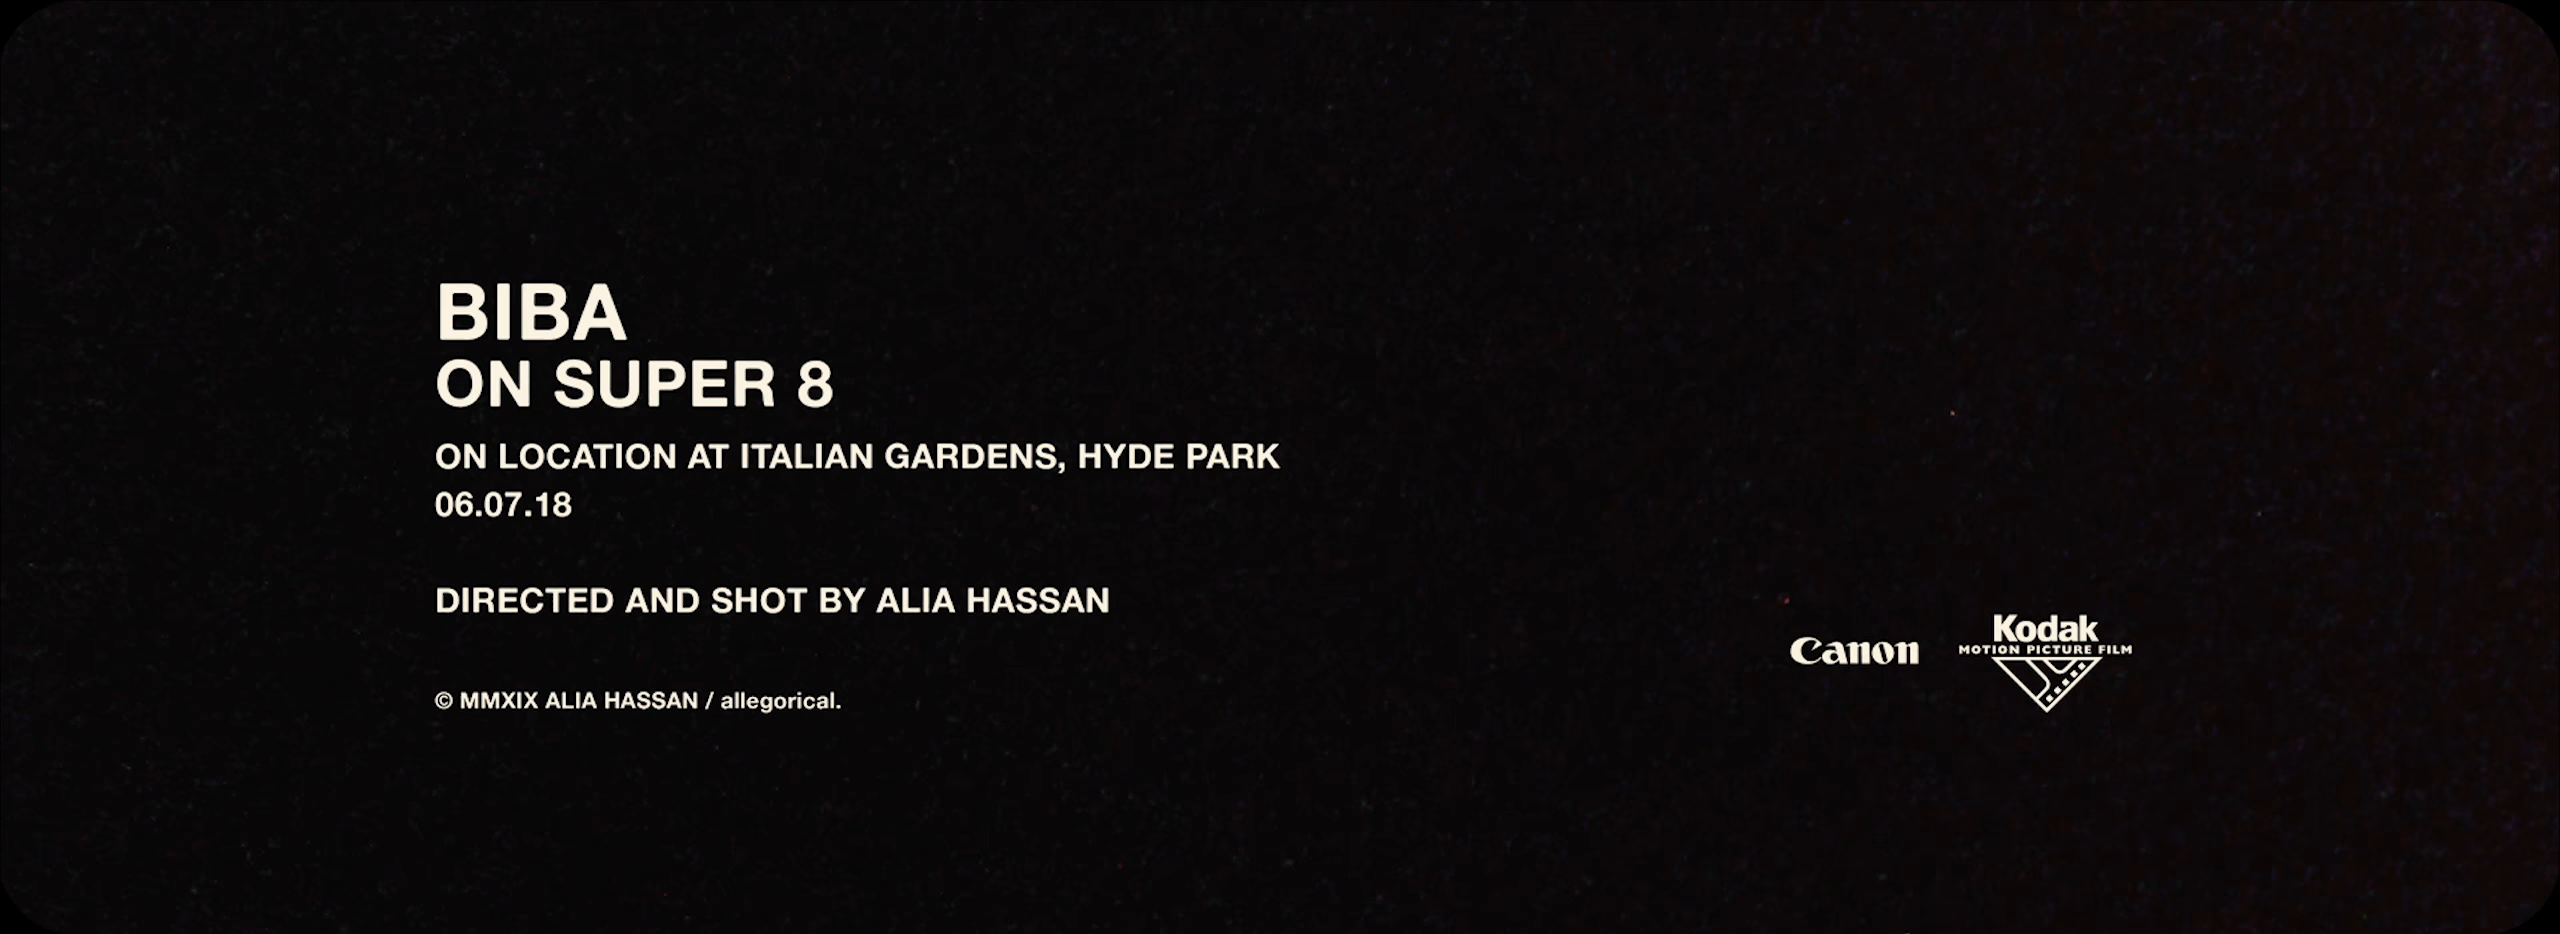 BIBA
ON SUPER 8
ON LOCATION AT ITALIAN GARDENS, HYDE PARK
06.07.18
DIRECTED AND SHOT BY ALIA HASSAN
© MMXIX ALIA HASSAN / allegorical.
Canon
Kodak
MOTION PICTURE FILM